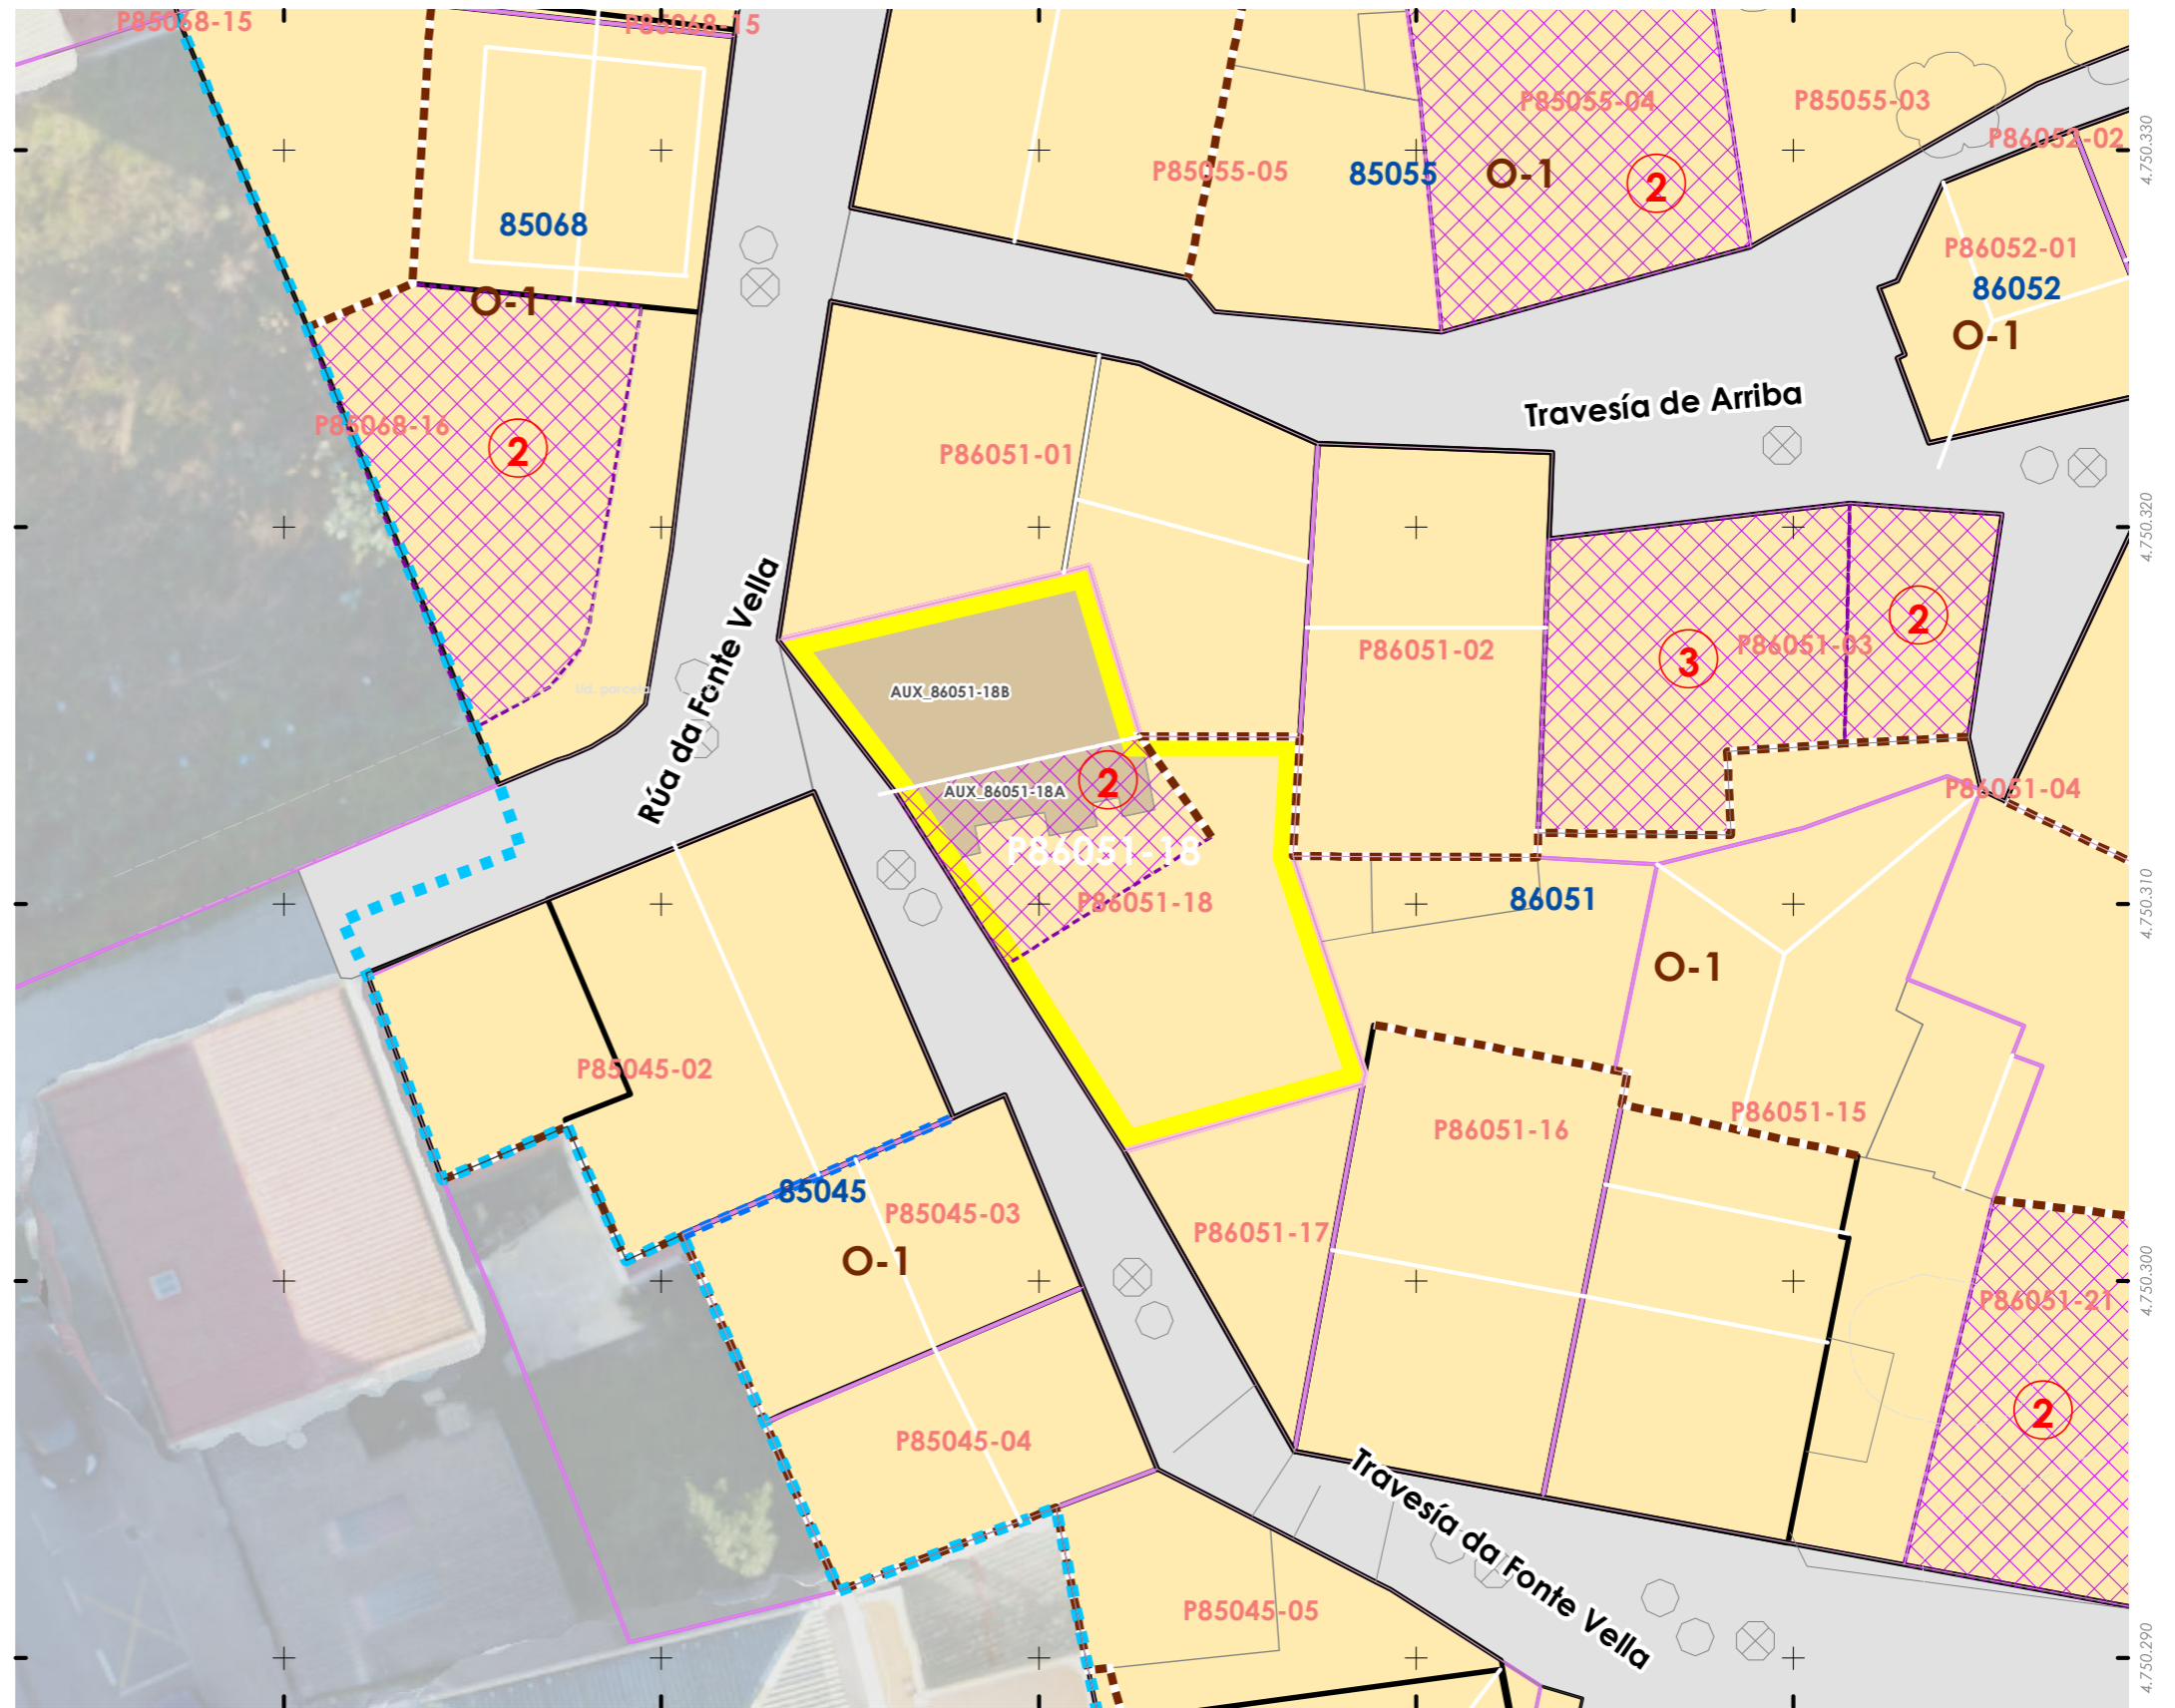 P85068-15
P85068-15
P85055-04
P85055-03
P86052-02
4.750.330
P85055-05
85055
O-1
2
85068
P86052-01
86052
O-1
O-1
Travesía de Arriba
P85068-16
2
P86051-01
4.750.320
P86051-02
3
P86051-03
2
Rúa da Fonte Vella
AUX_86051-18B
AUX_86051-18A
2
P86051-04
P86051-18
P86051-18
86051
4.750.310
O-1
P85045-02
P86051-16
P86051-15
85045
P85045-03
P86051-17
O-1
P86051-21
4.750.300
2
P85045-04
Travesía da Fonte Vella
P85045-05
4.750.290